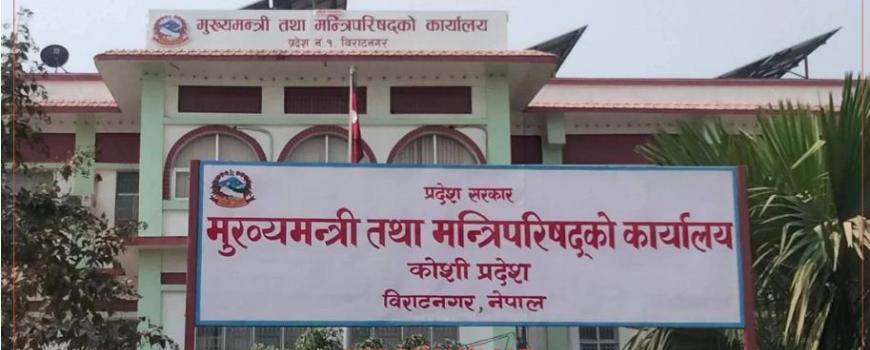 मुख्यमन्त्री तथा मन्त्रिपरिषद्को कार्यालय
प्रदेश नं १, विराटनगर
प्रदेश सरकार
मुख्यमन्त्री तथा मन्त्रिपरिषद्को कार्यालय
कोशी प्रदेश
विराटनगर, नेपाल